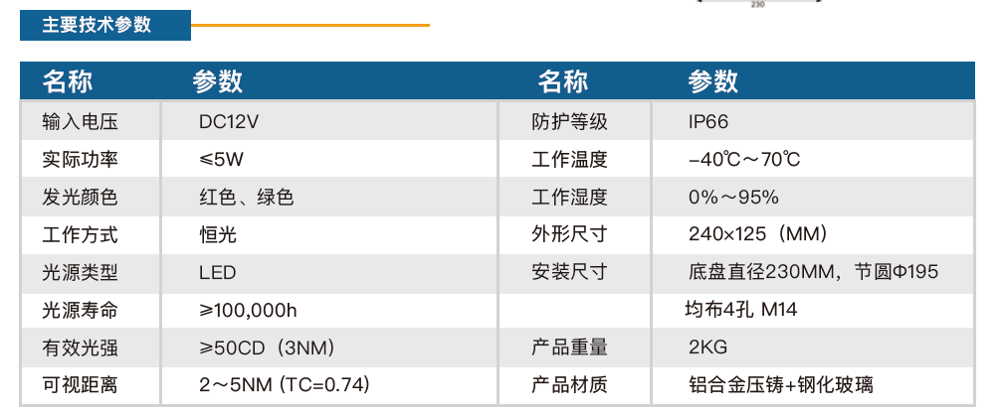 230
主要技术参数
名称 参数 名称 参数
输入电压 DC12V 防护等级 IP66
实际功率 ≤5W 工作温度 -40℃～70℃
发光颜色 红色、绿色 工作湿度 0%～95%
工作方式 恒光 外形尺寸 240×125（MM）
光源类型 LED 安装尺寸 底盘直径230MM，节圆Φ195
光源寿命 ≥100,000h 均布4孔 M14
有效光强 ≥50CD（3NM） 产品重量 2KG
可视距离 2～5NM (TC=0.74) 产品材质 铝合金压铸+钢化玻璃